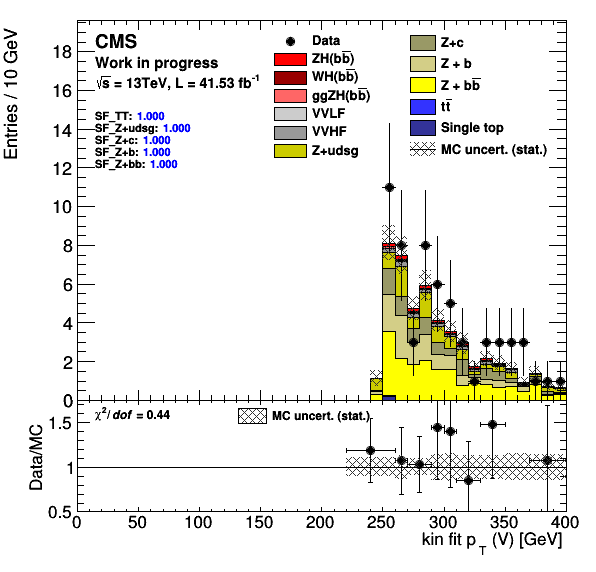 CMS
Work in progress
√s = 13TeV, L = 41.53 fb⁻¹
SF_TT: 1.000
SF_Z+udsg: 1.000
SF_Z+c: 1.000
SF_Z+b: 1.000
SF_Z+bb: 1.000
Data
ZH(bb̅)
WH(bb̅)
ggZH(bb̅)
VVLF
VVHF
Z+udsg
Z+c
Z + b
Z + bb̅
tt̅
Single top
MC uncert. (stat.)
Entries / 10 GeV
18
16
14
12
10
8
6
4
2
0
χ²/dof = 0.44
MC uncert. (stat.)
Data/MC
1.5
1
0.5
0 50 100 150 200 250 300 350 400
kin fit p_T (V) [GeV]